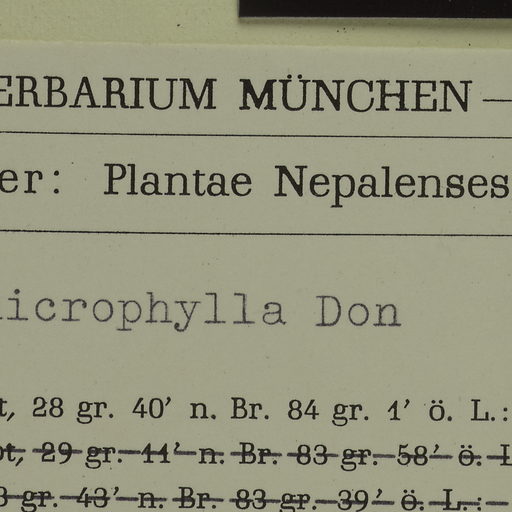 ERBARIUM MÜNCHEN —
er: Plantae Nepalenses
icrophylla Don
t, 28 gr. 40' n. Br. 84 gr. 1' ö. L.:
ot, 29 gr. 11' n. Br. 83 gr. 58' ö. L
3 gr. 43' n. Br. 83 gr. 39' ö. L.: